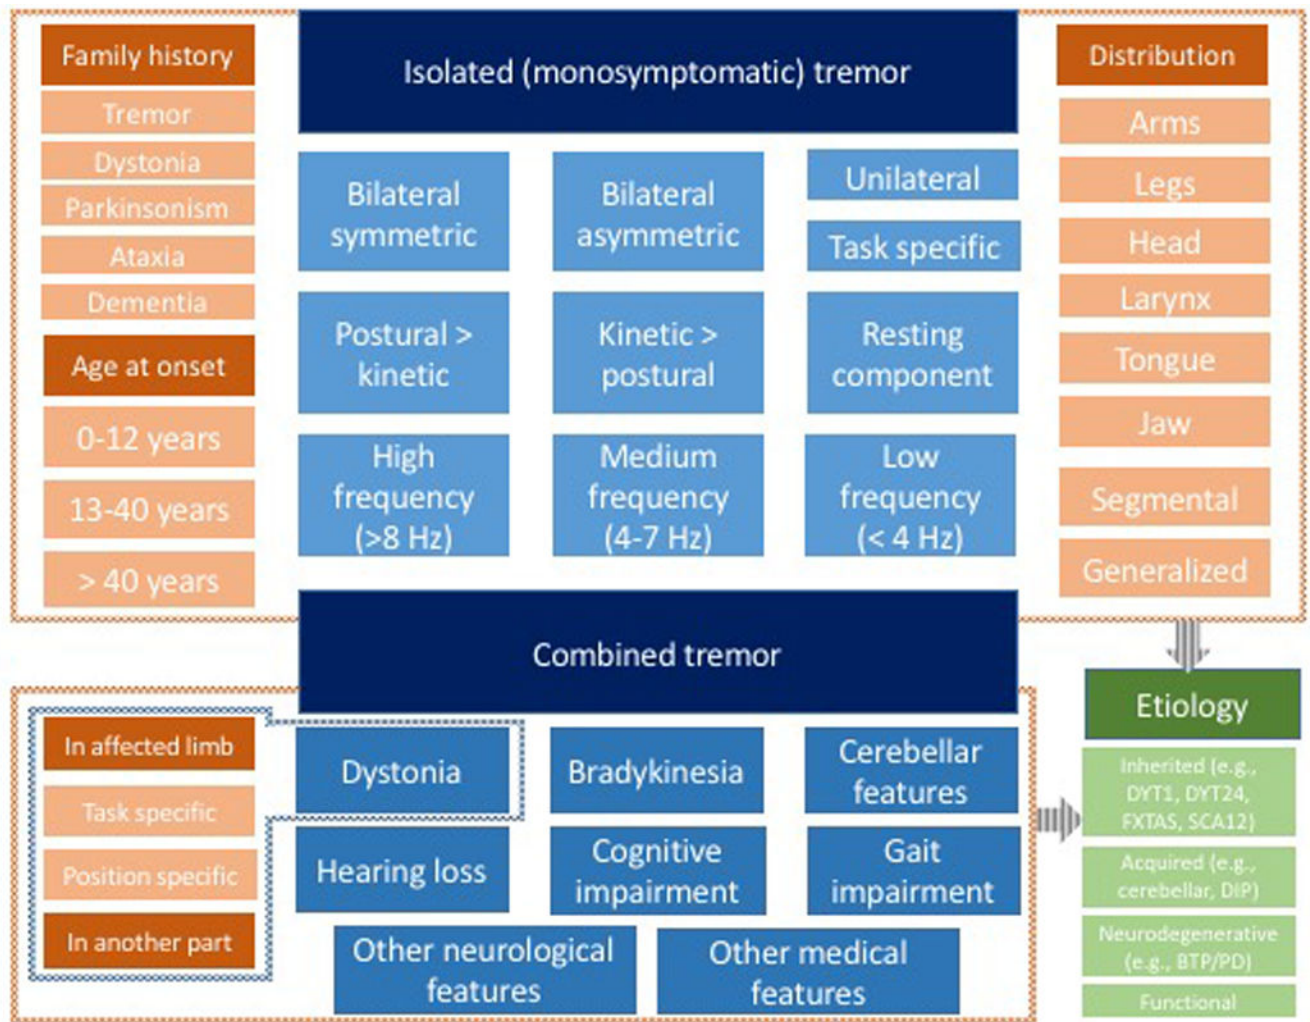 Family history
Tremor
Dystonia
Parkinsonism
Ataxia
Dementia
Age at onset
0-12 years
13-40 years
> 40 years
Isolated (monosymptomatic) tremor
Bilateral
symmetric
Bilateral
asymmetric
Unilateral
Task specific
Postural >
kinetic
Kinetic >
postural
Resting
component
High
frequency
(>8 Hz)
Medium
frequency
(4-7 Hz)
Low
frequency
(< 4 Hz)
Distribution
Arms
Legs
Head
Larynx
Tongue
Jaw
Segmental
Generalized
Combined tremor
In affected limb
Task specific
Position specific
In another part
Dystonia
Bradykinesia
Cerebellar
features
Hearing loss
Cognitive
impairment
Gait
impairment
Other neurological
features
Other medical
features
Etiology
Inherited (e.g.,
DYT1, DYT24,
FXTAS, SCA12)
Acquired (e.g.,
cerebellar, DIP)
Neurodegenerative
(e.g., BTP/PD)
Functional